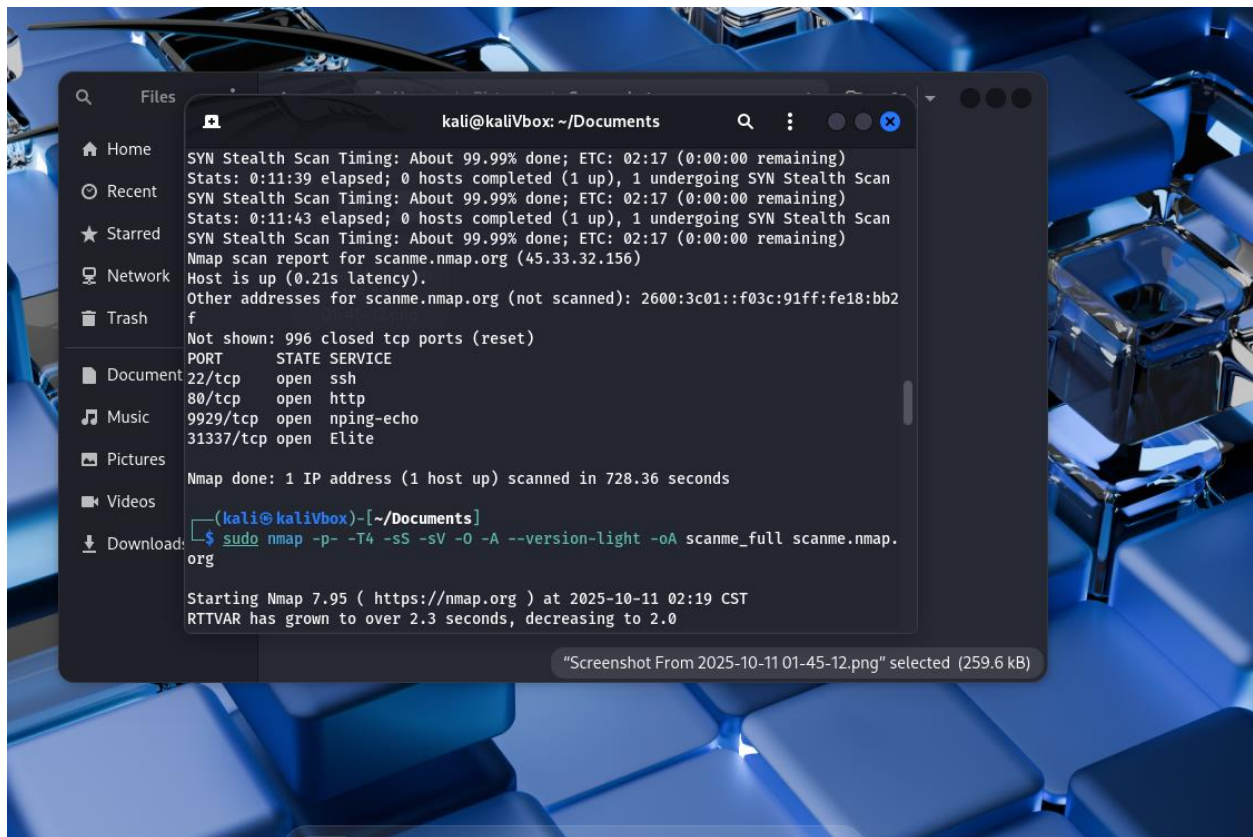 Files
Home
Recent
Starred
Network
Trash
Document
Music
Pictures
Videos
Downloads
kali@kaliVbox: ~/Documents
SYN Stealth Scan Timing: About 99.99% done; ETC: 02:17 (0:00:00 remaining)
Stats: 0:11:39 elapsed; 0 hosts completed (1 up), 1 undergoing SYN Stealth Scan
SYN Stealth Scan Timing: About 99.99% done; ETC: 02:17 (0:00:00 remaining)
Stats: 0:11:43 elapsed; 0 hosts completed (1 up), 1 undergoing SYN Stealth Scan
SYN Stealth Scan Timing: About 99.99% done; ETC: 02:17 (0:00:00 remaining)
Nmap scan report for scanme.nmap.org (45.33.32.156)
Host is up (0.21s latency).
Other addresses for scanme.nmap.org (not scanned): 2600:3c01::f03c:91ff:fe18:bb2
f
Not shown: 996 closed tcp ports (reset)
PORT STATE SERVICE
22/tcp open ssh
80/tcp open http
9929/tcp open nping-echo
31337/tcp open Elite
Nmap done: 1 IP address (1 host up) scanned in 728.36 seconds
┌──(kali㉿kaliVbox)-[~/Documents]
└─$ sudo nmap -p- -T4 -sS -sV -O -A --version-light -oA scanme_full scanme.nmap.
org
Starting Nmap 7.95 ( https://nmap.org ) at 2025-10-11 02:19 CST
RTTVAR has grown to over 2.3 seconds, decreasing to 2.0
“Screenshot From 2025-10-11 01-45-12.png” selected (259.6 kB)